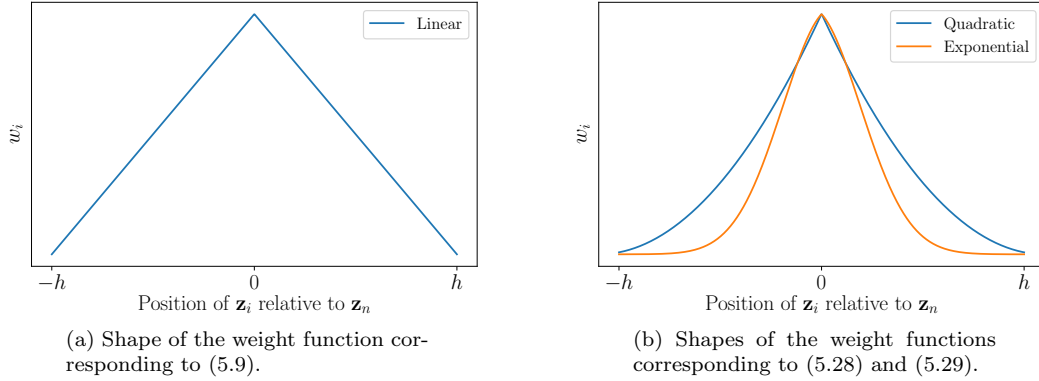 Linear
w_i
−h 0 h
Position of z_i relative to z_n
(a) Shape of the weight function cor-
responding to (5.9).
Quadratic
Exponential
w_i
−h 0 h
Position of z_i relative to z_n
(b) Shapes of the weight functions
corresponding to (5.28) and (5.29).